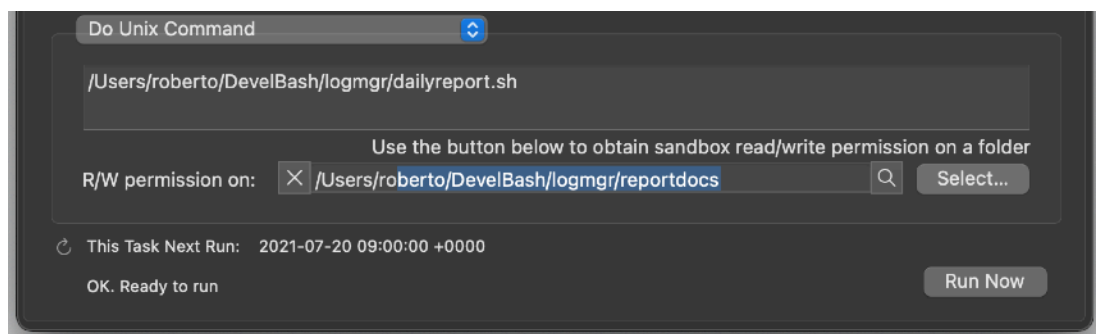 Do Unix Command
/Users/roberto/DevelBash/logmgr/dailyreport.sh
Use the button below to obtain sandbox read/write permission on a folder
R/W permission on: /Users/roberto/DevelBash/logmgr/reportdocs Select...
This Task Next Run: 2021-07-20 09:00:00 +0000
OK. Ready to run Run Now